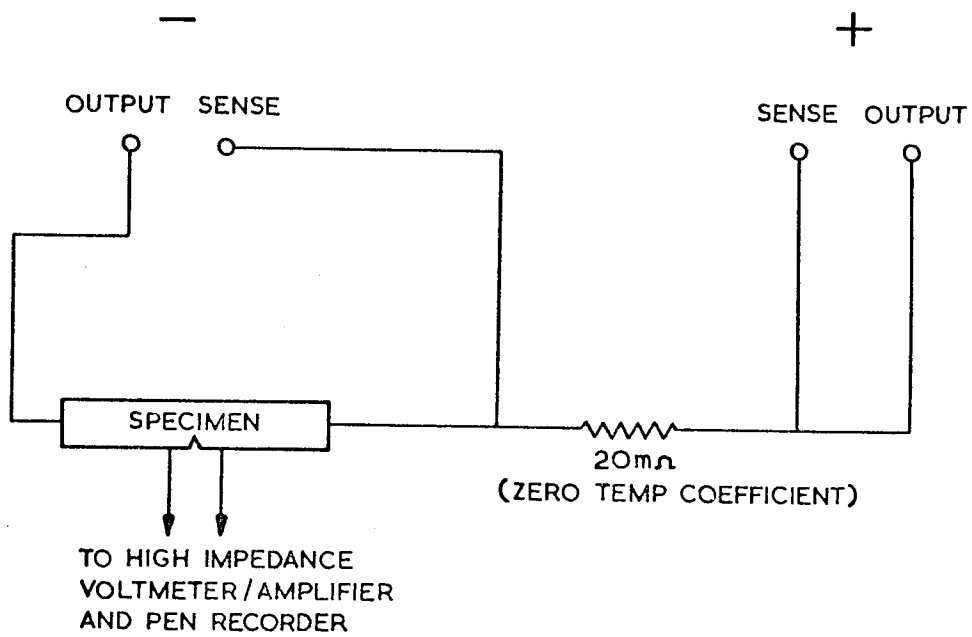 − +
OUTPUT SENSE SENSE OUTPUT
SPECIMEN
20mΩ
(ZERO TEMP COEFFICIENT)
TO HIGH IMPEDANCE
VOLTMETER/AMPLIFIER
AND PEN RECORDER